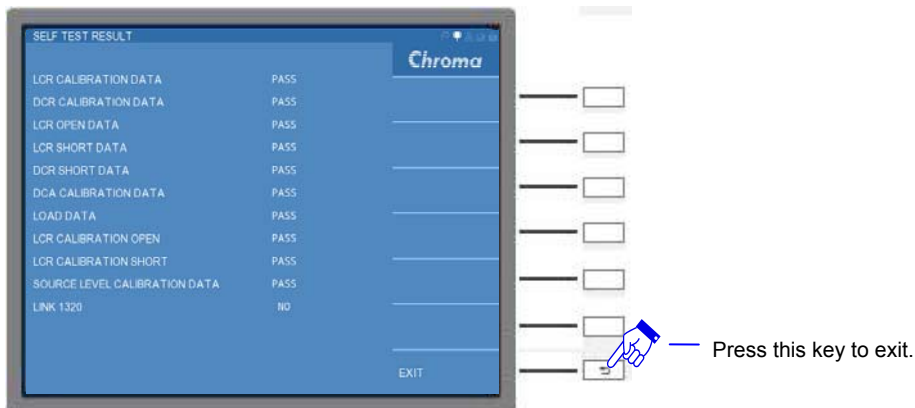 SELF TEST RESULT
Chroma
LCR CALIBRATION DATA PASS
DCR CALIBRATION DATA PASS
LCR OPEN DATA PASS
LCR SHORT DATA PASS
DCR SHORT DATA PASS
DCA CALIBRATION DATA PASS
LOAD DATA PASS
LCR CALIBRATION OPEN PASS
LCR CALIBRATION SHORT PASS
SOURCE LEVEL CALIBRATION DATA PASS
LINK 1320 NO
EXIT
Press this key to exit.